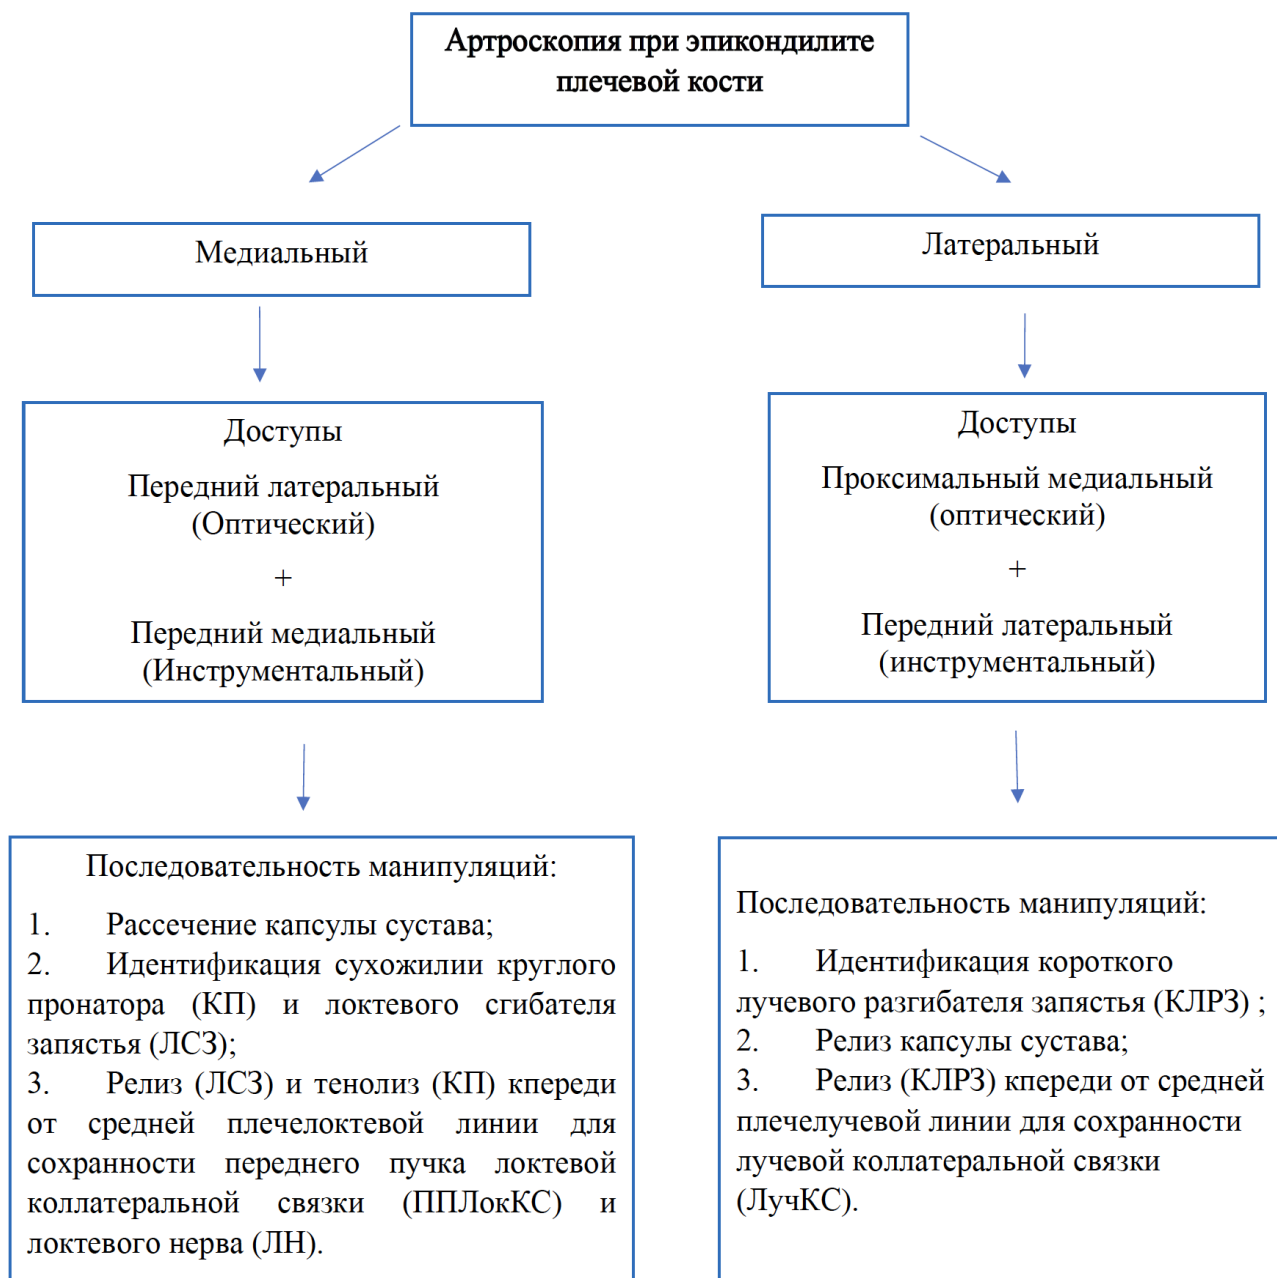 Артроскопия при эпикондилите
плечевой кости
Медиальный
Латеральный
Доступы
Передний латеральный
(Оптический)
+
Передний медиальный
(Инструментальный)
Доступы
Проксимальный медиальный
(оптический)
+
Передний латеральный
(инструментальный)
Последовательность манипуляций:
1. Рассечение капсулы сустава;
2. Идентификация сухожилии круглого
пронатора (КП) и локтевого сгибателя
запястья (ЛСЗ);
3. Релиз (ЛСЗ) и тенолиз (КП) кпереди
от средней плечелоктевой линии для
сохранности переднего пучка локтевой
коллатеральной связки (ППЛокКС) и
локтевого нерва (ЛН).
Последовательность манипуляций:
1. Идентификация короткого
лучевого разгибателя запястья (КЛРЗ) ;
2. Релиз капсулы сустава;
3. Релиз (КЛРЗ) кпереди от средней
плечелучевой линии для сохранности
лучевой коллатеральной связки
(ЛучКС).